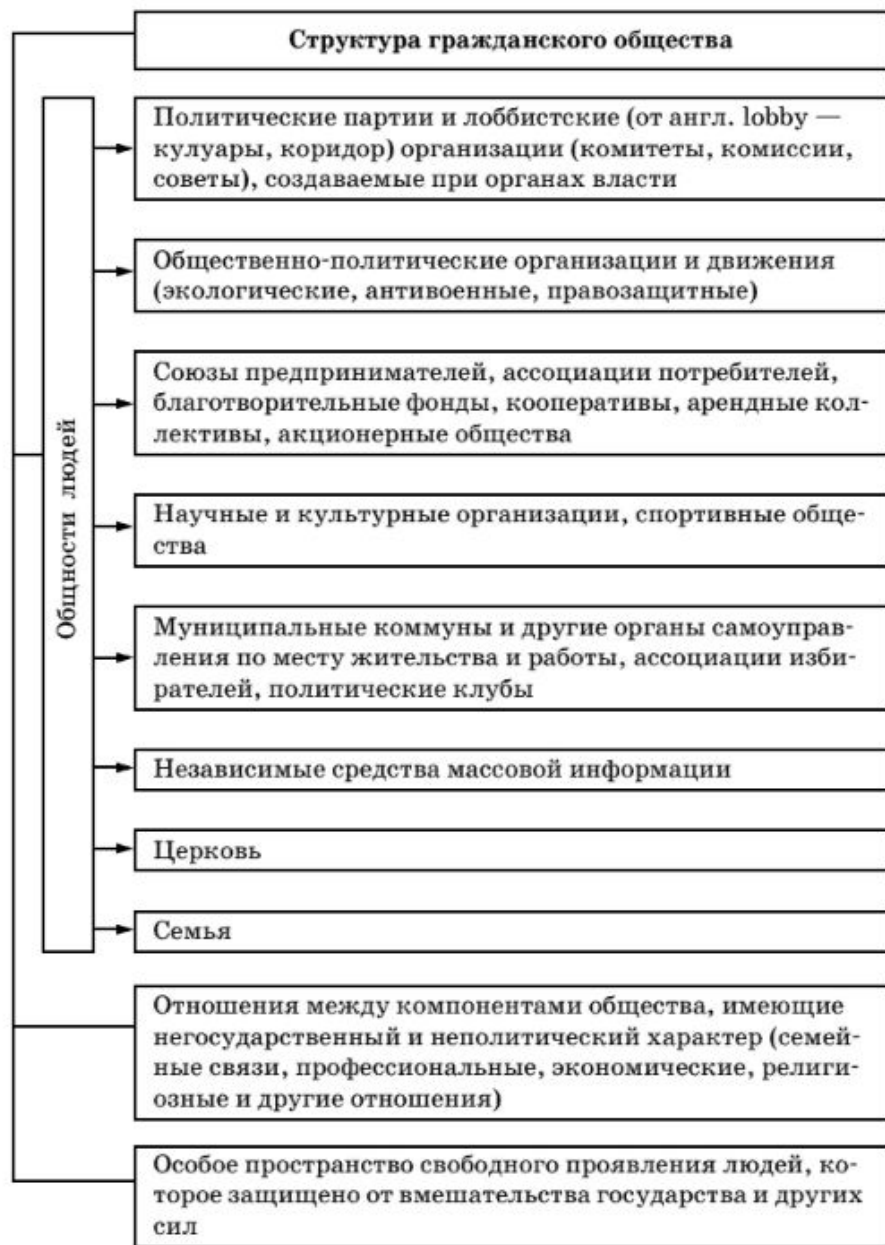 Структура гражданского общества
Общности людей
Политические партии и лоббистские (от англ. lobby —
кулуары, коридор) организации (комитеты, комиссии,
советы), создаваемые при органах власти
Общественно-политические организации и движения
(экологические, антивоенные, правозащитные)
Союзы предпринимателей, ассоциации потребителей,
благотворительные фонды, кооперативы, арендные кол-
лективы, акционерные общества
Научные и культурные организации, спортивные обще-
ства
Муниципальные коммуны и другие органы самоуправ-
ления по месту жительства и работы, ассоциации изби-
рателей, политические клубы
Независимые средства массовой информации
Церковь
Семья
Отношения между компонентами общества, имеющие
негосударственный и неполитический характер (семей-
ные связи, профессиональные, экономические, религи-
озные и другие отношения)
Особое пространство свободного проявления людей, ко-
торое защищено от вмешательства государства и других
сил